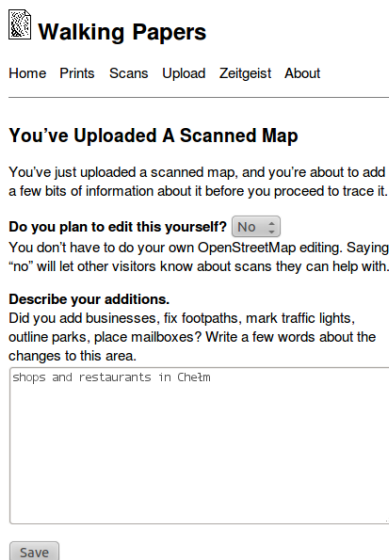 Walking Papers
Home Prints Scans Upload Zeitgeist About
You’ve Uploaded A Scanned Map
You’ve just uploaded a scanned map, and you’re about to add
a few bits of information about it before you proceed to trace it.
Do you plan to edit this yourself? No
You don’t have to do your own OpenStreetMap editing. Saying
“no” will let other visitors know about scans they can help with.
Describe your additions.
Did you add businesses, fix footpaths, mark traffic lights,
outline parks, place mailboxes? Write a few words about the
changes to this area.
shops and restaurants in Chełm
Save